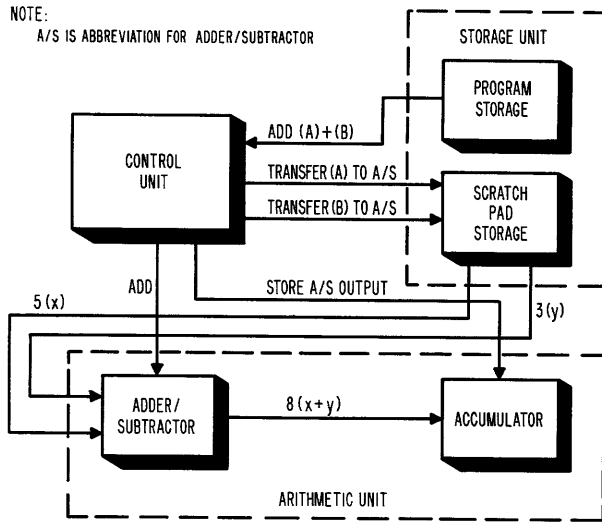 NOTE:
A/S IS ABBREVIATION FOR ADDER/SUBTRACTOR
STORAGE UNIT
PROGRAM
STORAGE
ADD (A)+(B)
CONTROL
UNIT
TRANSFER(A) TO A/S
TRANSFER(B) TO A/S
SCRATCH
PAD
STORAGE
ADD
STORE A/S OUTPUT
5(x)
3(y)
ADDER/
SUBTRACTOR
8(x+y)
ACCUMULATOR
ARITHMETIC UNIT